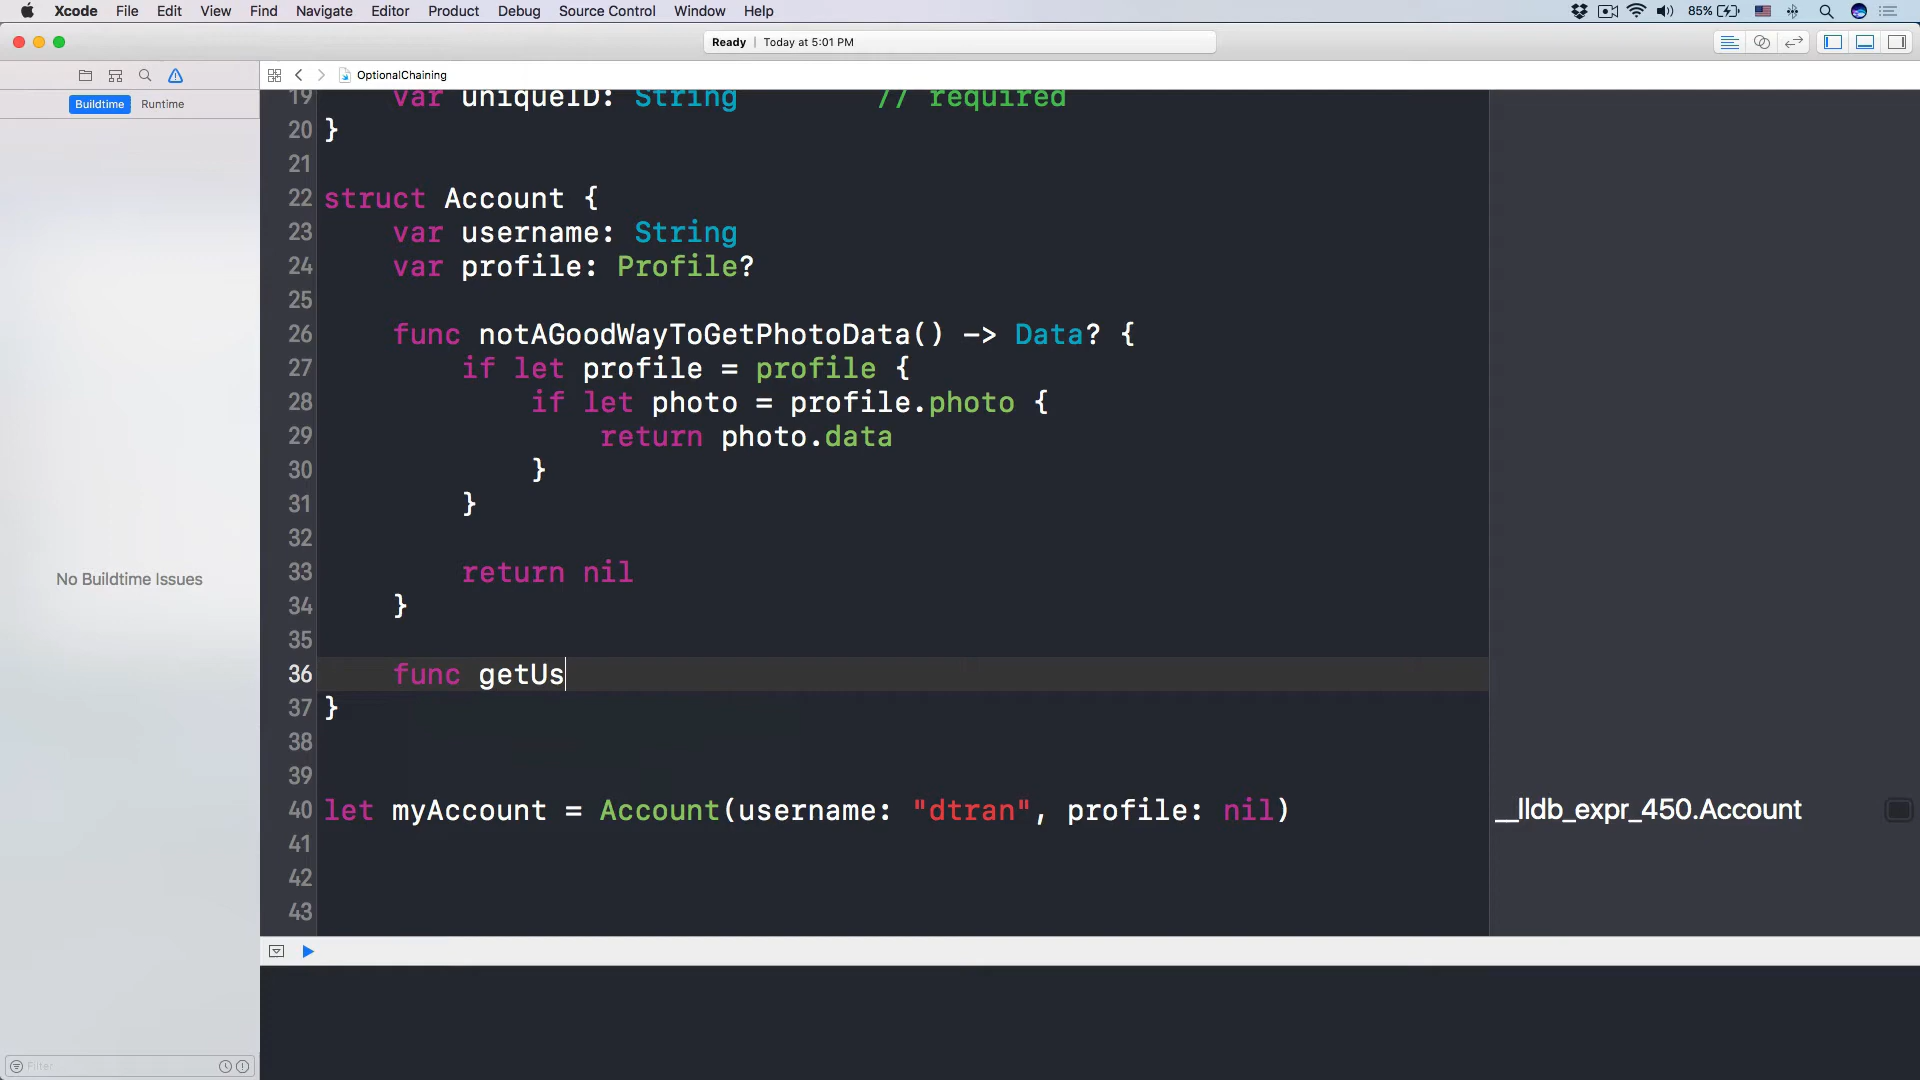 Xcode File Edit View Find Navigate Editor Product Debug Source Control Window Help 85%
Ready | Today at 5:01 PM
OptionalChaining
Buildtime Runtime
19 var uniqueID: String // required
20 }
21
22 struct Account {
23 var username: String
24 var profile: Profile?
25
26 func notAGoodWayToGetPhotoData() -> Data? {
27 if let profile = profile {
28 if let photo = profile.photo {
29 return photo.data
30 }
31 }
32
33 return nil
34 }
35
36 func getUs
37 }
38
39
40 let myAccount = Account(username: "dtran", profile: nil) __lldb_expr_450.Account
41
42
43
No Buildtime Issues
Filter